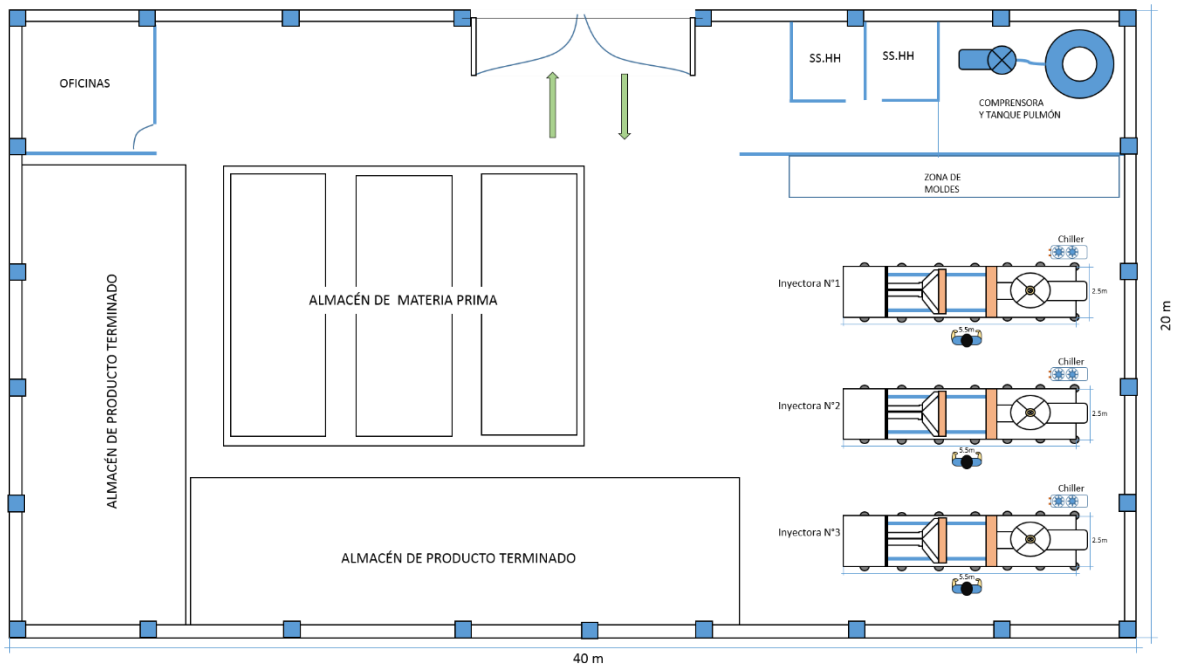 OFICINAS
SS.HH
SS.HH
COMPRENSORA
Y TANQUE PULMÓN
ZONA DE
MOLDES
ALMACÉN DE PRODUCTO TERMINADO
ALMACÉN DE MATERIA PRIMA
Chiller
Inyectora N°1
2.5m
5.5m
20 m
Chiller
Inyectora N°2
2.5m
5.5m
Chiller
Inyectora N°3
2.5m
5.5m
ALMACÉN DE PRODUCTO TERMINADO
40 m